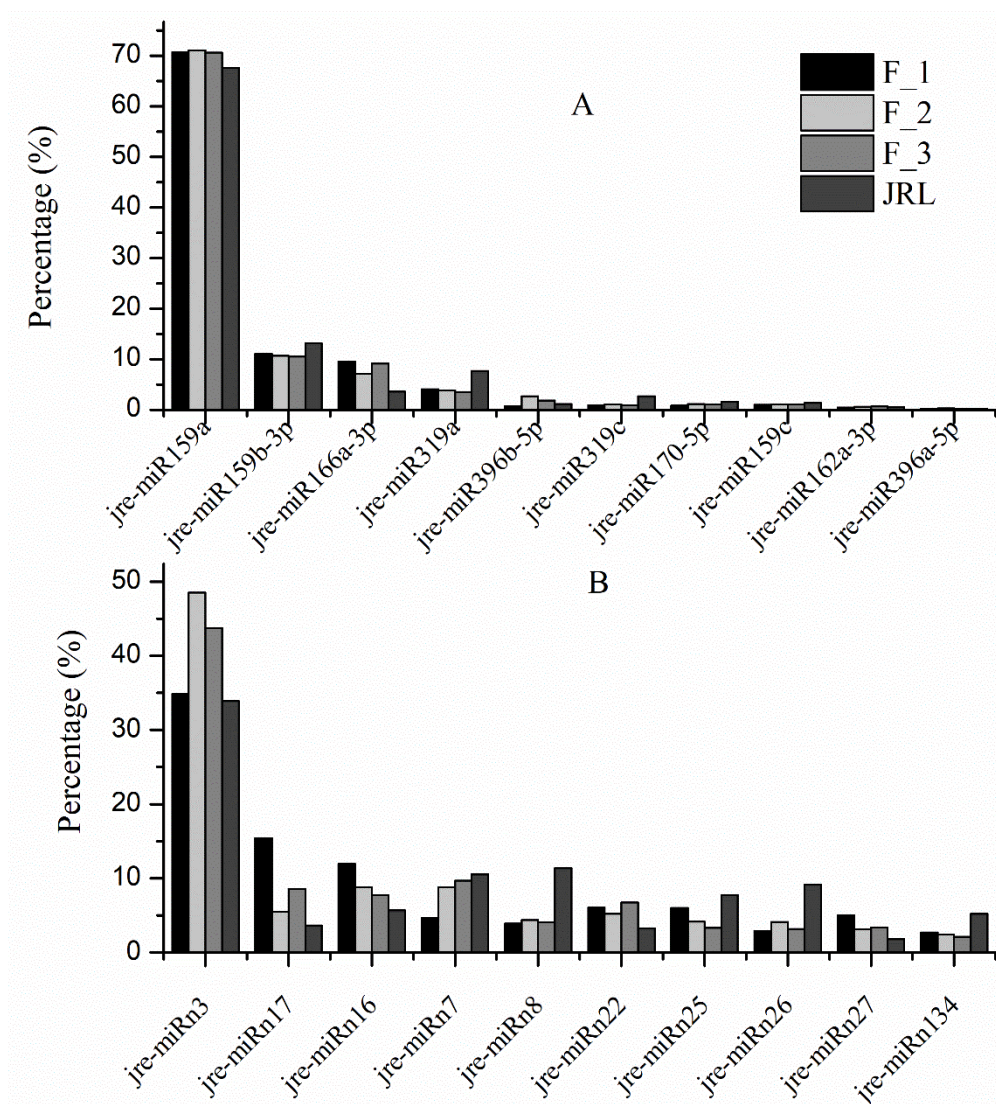 A
F_1
F_2
F_3
JRL
Percentage (%)
70
60
50
40
30
20
10
0
jre-miR159a
jre-miR159b-3p
jre-miR166a-3p
jre-miR319a
jre-miR396b-5p
jre-miR319c
jre-miR170-5p
jre-miR159c
jre-miR162a-3p
jre-miR396a-5p
B
Percentage (%)
50
40
30
20
10
0
jre-miRn3
jre-miRn17
jre-miRn16
jre-miRn7
jre-miRn8
jre-miRn22
jre-miRn25
jre-miRn26
jre-miRn27
jre-miRn134